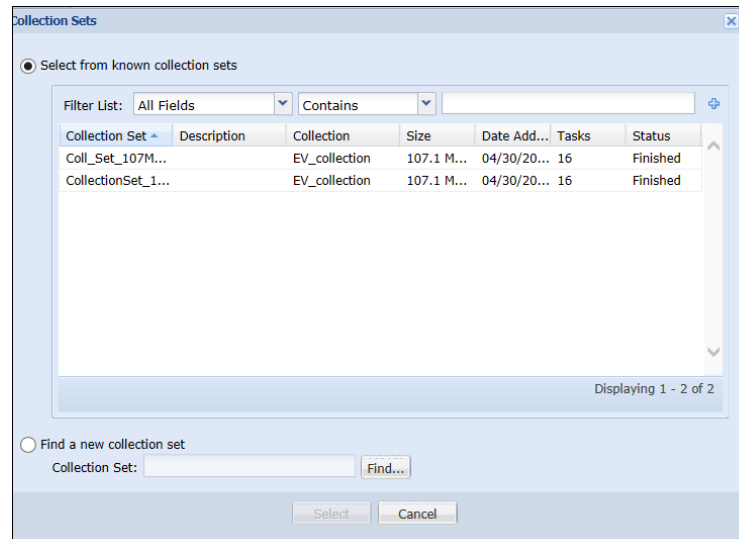 Collection Sets
Select from known collection sets
Filter List: All Fields Contains
Collection Set Description Collection Size Date Add... Tasks Status
Coll_Set_107M... EV_collection 107.1 M... 04/30/20... 16 Finished
CollectionSet_1... EV_collection 107.1 M... 04/30/20... 16 Finished
Displaying 1 - 2 of 2
Find a new collection set
Collection Set: Find...
Select Cancel